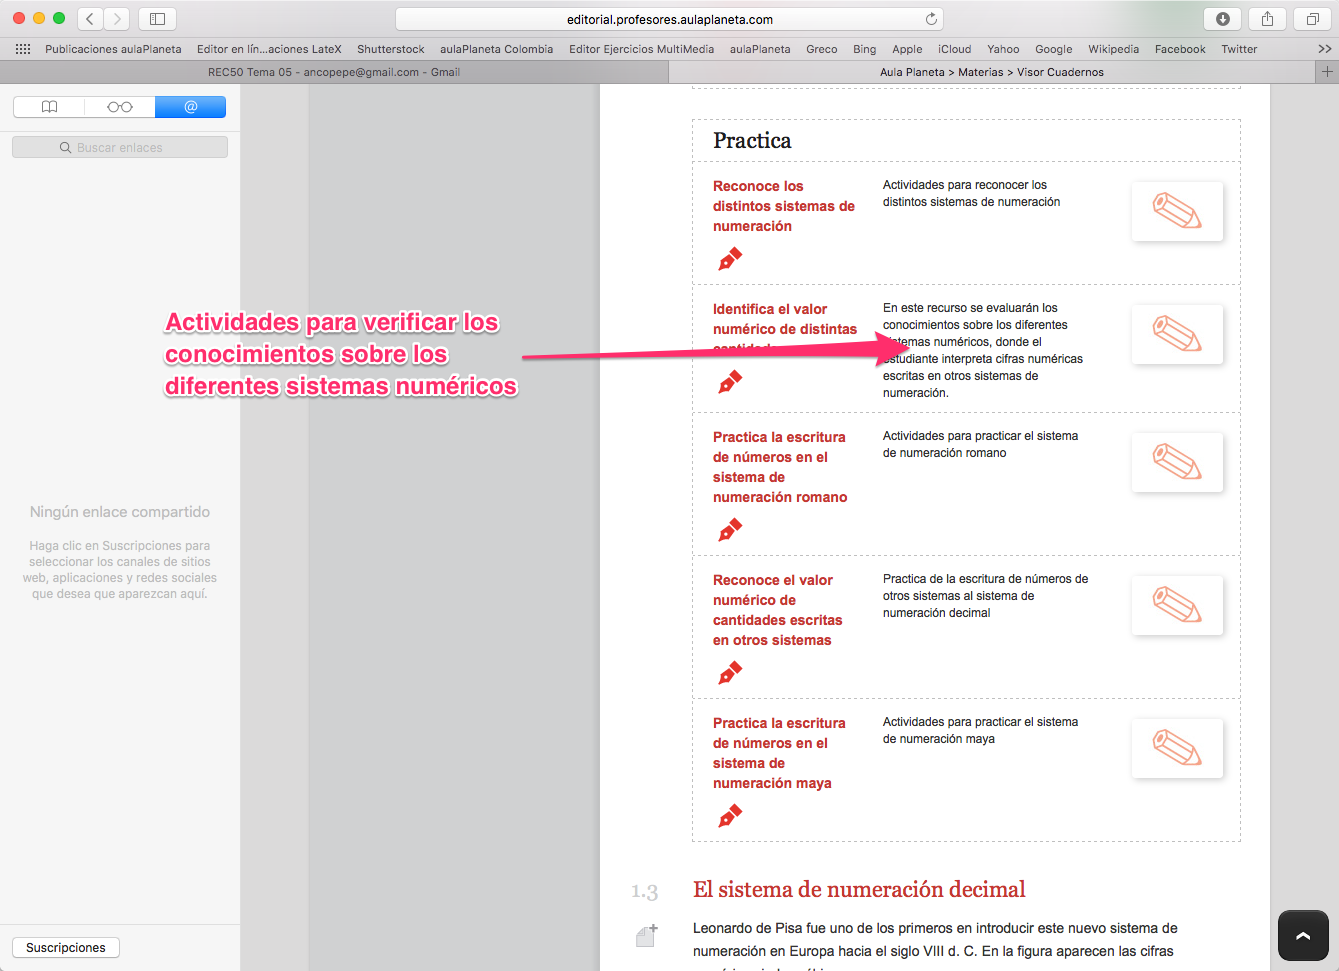 editorial.profesores.aulaplaneta.com
Publicaciones aulaPlaneta
Editor en lín...aciones LateX
Shutterstock
aulaPlaneta Colombia
Editor Ejercicios MultiMedia
aulaPlaneta
Greco
Bing
Apple
iCloud
Yahoo
Google
Wikipedia
Facebook
Twitter
REC50 Tema 05 - ancopepe@gmail.com - Gmail
Aula Planeta > Materias > Visor Cuadernos
@
Buscar enlaces
Ningún enlace compartido
Haga clic en Suscripciones para
seleccionar los canales de sitios
web, aplicaciones y redes sociales
que desea que aparezcan aquí.
Suscripciones
Actividades para verificar los
conocimientos sobre los
diferentes sistemas numéricos
Practica
Reconoce los
distintos sistemas de
numeración
Actividades para reconocer los
distintos sistemas de numeración
Identifica el valor
numérico de distintas
En este recurso se evaluarán los
conocimientos sobre los diferentes
sistemas numéricos, donde el
estudiante interpreta cifras numéricas
escritas en otros sistemas de
numeración.
Practica la escritura
de números en el
sistema de
numeración romano
Actividades para practicar el sistema
de numeración romano
Reconoce el valor
numérico de
cantidades escritas
en otros sistemas
Practica de la escritura de números de
otros sistemas al sistema de
numeración decimal
Practica la escritura
de números en el
sistema de
numeración maya
Actividades para practicar el sistema
de numeración maya
1.3 El sistema de numeración decimal
Leonardo de Pisa fue uno de los primeros en introducir este nuevo sistema de
numeración en Europa hacia el siglo VIII d. C. En la figura aparecen las cifras